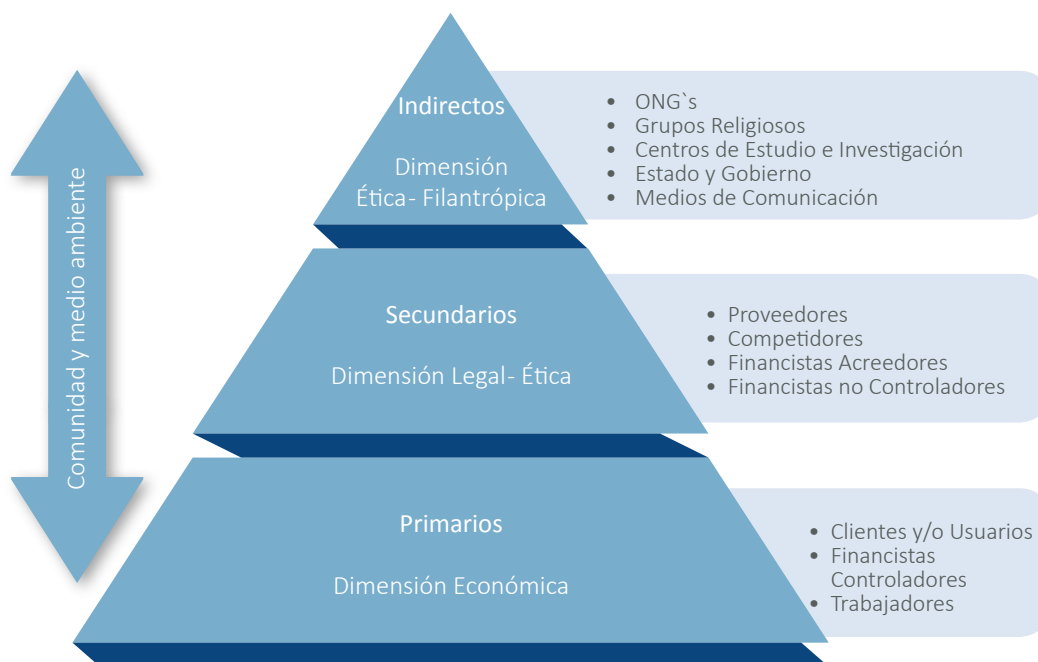 Comunidad y medio ambiente
Indirectos
Dimensión
Ética- Filantrópica
• ONG`s
• Grupos Religiosos
• Centros de Estudio e Investigación
• Estado y Gobierno
• Medios de Comunicación
Secundarios
Dimensión Legal- Ética
• Proveedores
• Competidores
• Financistas Acreedores
• Financistas no Controladores
Primarios
Dimensión Económica
• Clientes y/o Usuarios
• Financistas
Controladores
• Trabajadores